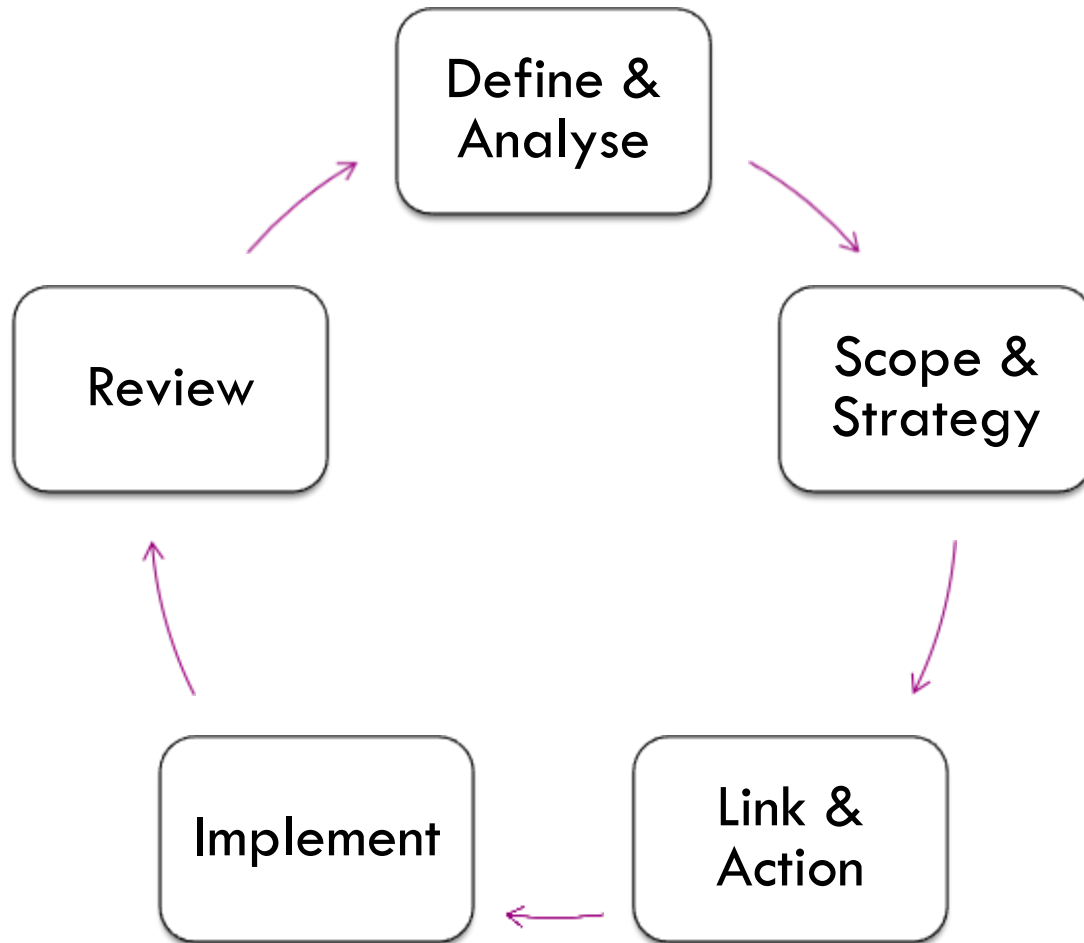 Define &
Analyse
Scope &
Strategy
Link &
Action
Implement
Review